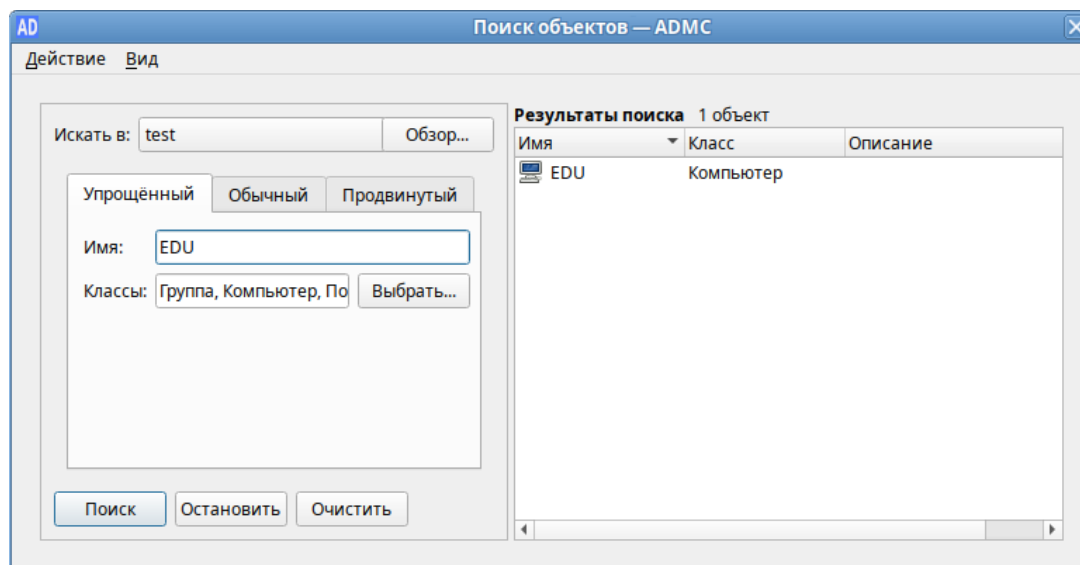 AD Поиск объектов — ADMC
Действие Вид
Искать в: test Обзор...
Упрощённый Обычный Продвинутый
Имя: EDU
Классы: Группа, Компьютер, По Выбрать...
Поиск Остановить Очистить
Результаты поиска 1 объект
Имя Класс Описание
EDU Компьютер